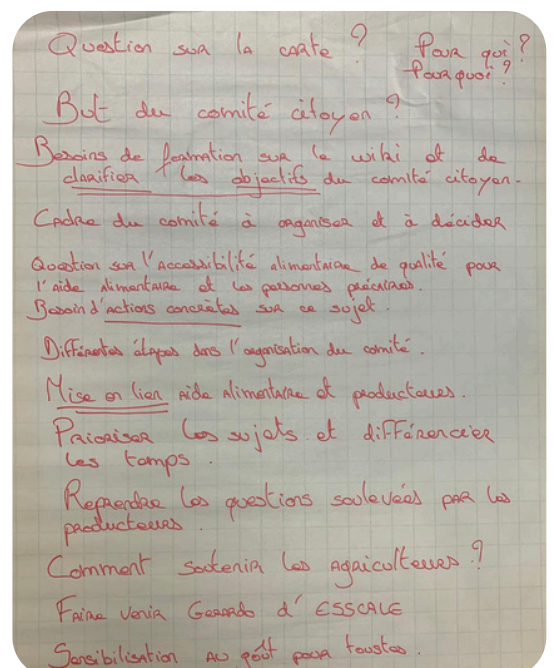 Question sur la carte ? Pour qui ?
Pourquoi ?
But du comité citoyen ?
Besoins de formation sur le wiki et de
clarifier les objectifs du comité citoyen.
Cadre du comité à organiser et à décider
Question sur l'accessibilité alimentaire de qualité pour
l'aide alimentaire et les personnes précaires.
Besoin d'actions concrètes sur ce sujet.
Différentes étapes dans l'organisation du comité.
Mise en lien aide alimentaire et producteurs.
Prioriser les sujets et différencier
les temps.
Reprendre les questions soulevées par les
producteurs.
Comment soutenir les agriculteurs ?
Faire venir Gerardo d'ESSCALE
Sensibilisation au goût pour toustes.